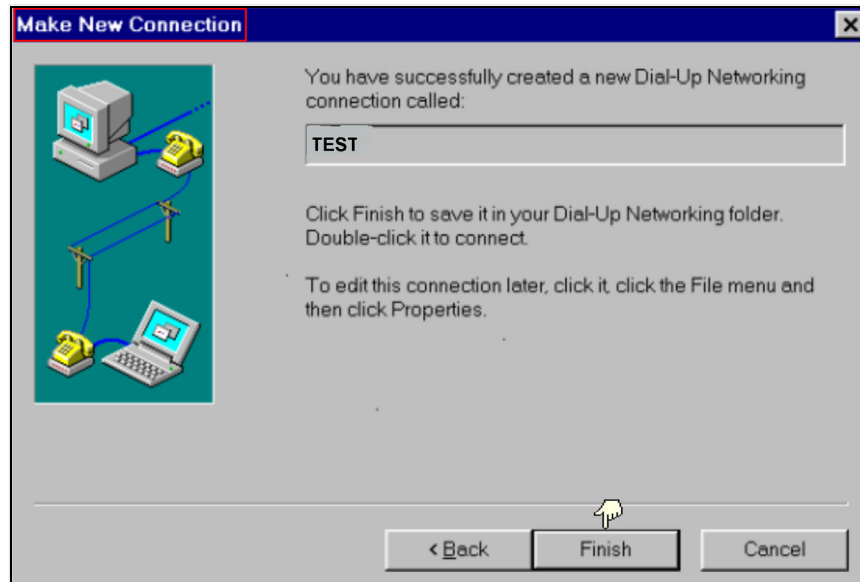 Make New Connection
You have successfully created a new Dial-Up Networking
connection called:
TEST
Click Finish to save it in your Dial-Up Networking folder.
Double-click it to connect.
To edit this connection later, click it, click the File menu and
then click Properties.
< Back
Finish
Cancel